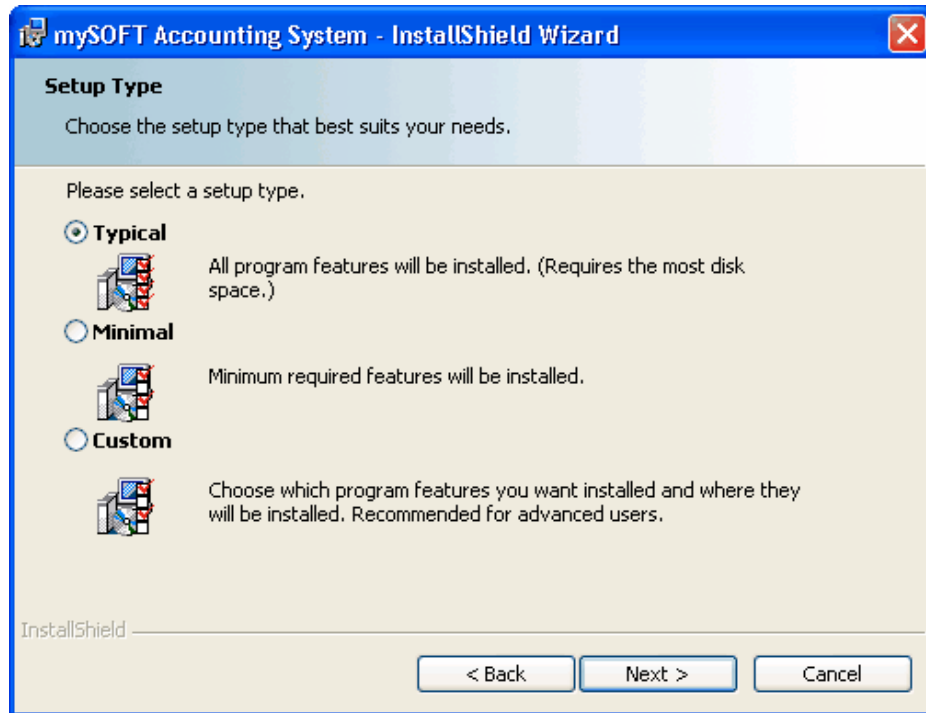 mySOFT Accounting System - InstallShield Wizard
Setup Type
Choose the setup type that best suits your needs.
Please select a setup type.
Typical
All program features will be installed. (Requires the most disk
space.)
Minimal
Minimum required features will be installed.
Custom
Choose which program features you want installed and where they
will be installed. Recommended for advanced users.
InstallShield
< Back
Next >
Cancel